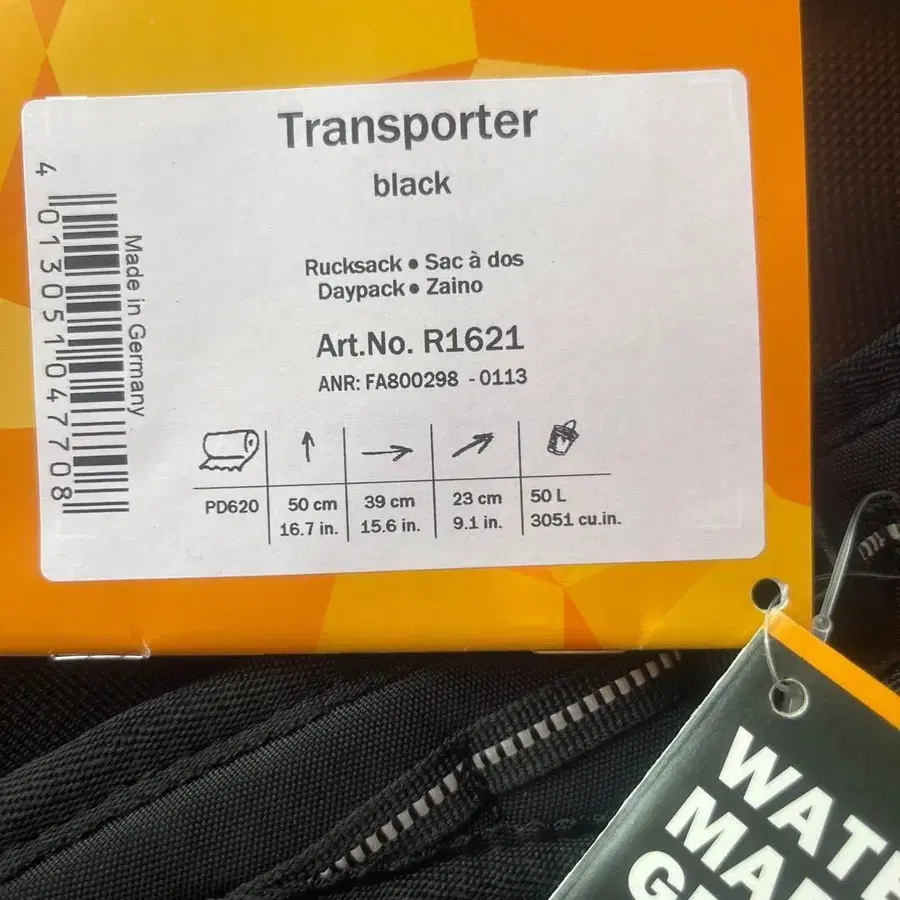 Transporter
black
Rucksack • Sac à dos
Daypack • Zaino
Art.No. R1621
ANR: FA800298 - 0113
PD620
50 cm
16.7 in.
39 cm
15.6 in.
23 cm
9.1 in.
50 L
3051 cu.in.
Made in Germany
4 013051 047708